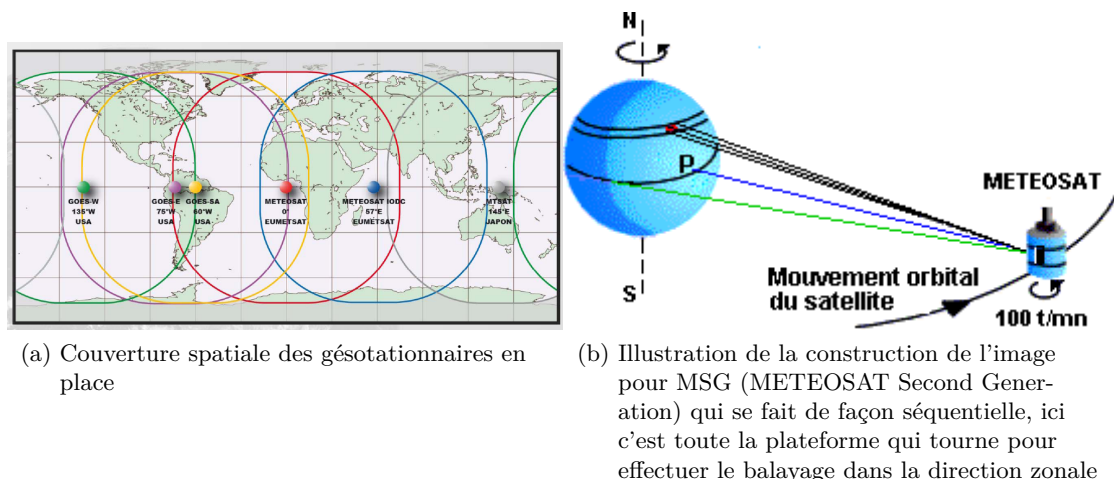 GOES-W
135°W
USA
GOES-E
75°W
USA
GOES-SA
60°W
USA
METEOSAT
0°
EUMETSAT
METEOSAT IODC
57°E
EUMETSAT
MTSAT
145°E
JAPON
(a) Couverture spatiale des gésotationnaires en
place
N
P
METEOSAT
S
Mouvement orbital
du satellite
100 t/mn
(b) Illustration de la construction de l'image
pour MSG (METEOSAT Second Gener-
ation) qui se fait de façon séquentielle, ici
c'est toute la plateforme qui tourne pour
effectuer le balayage dans la direction zonale